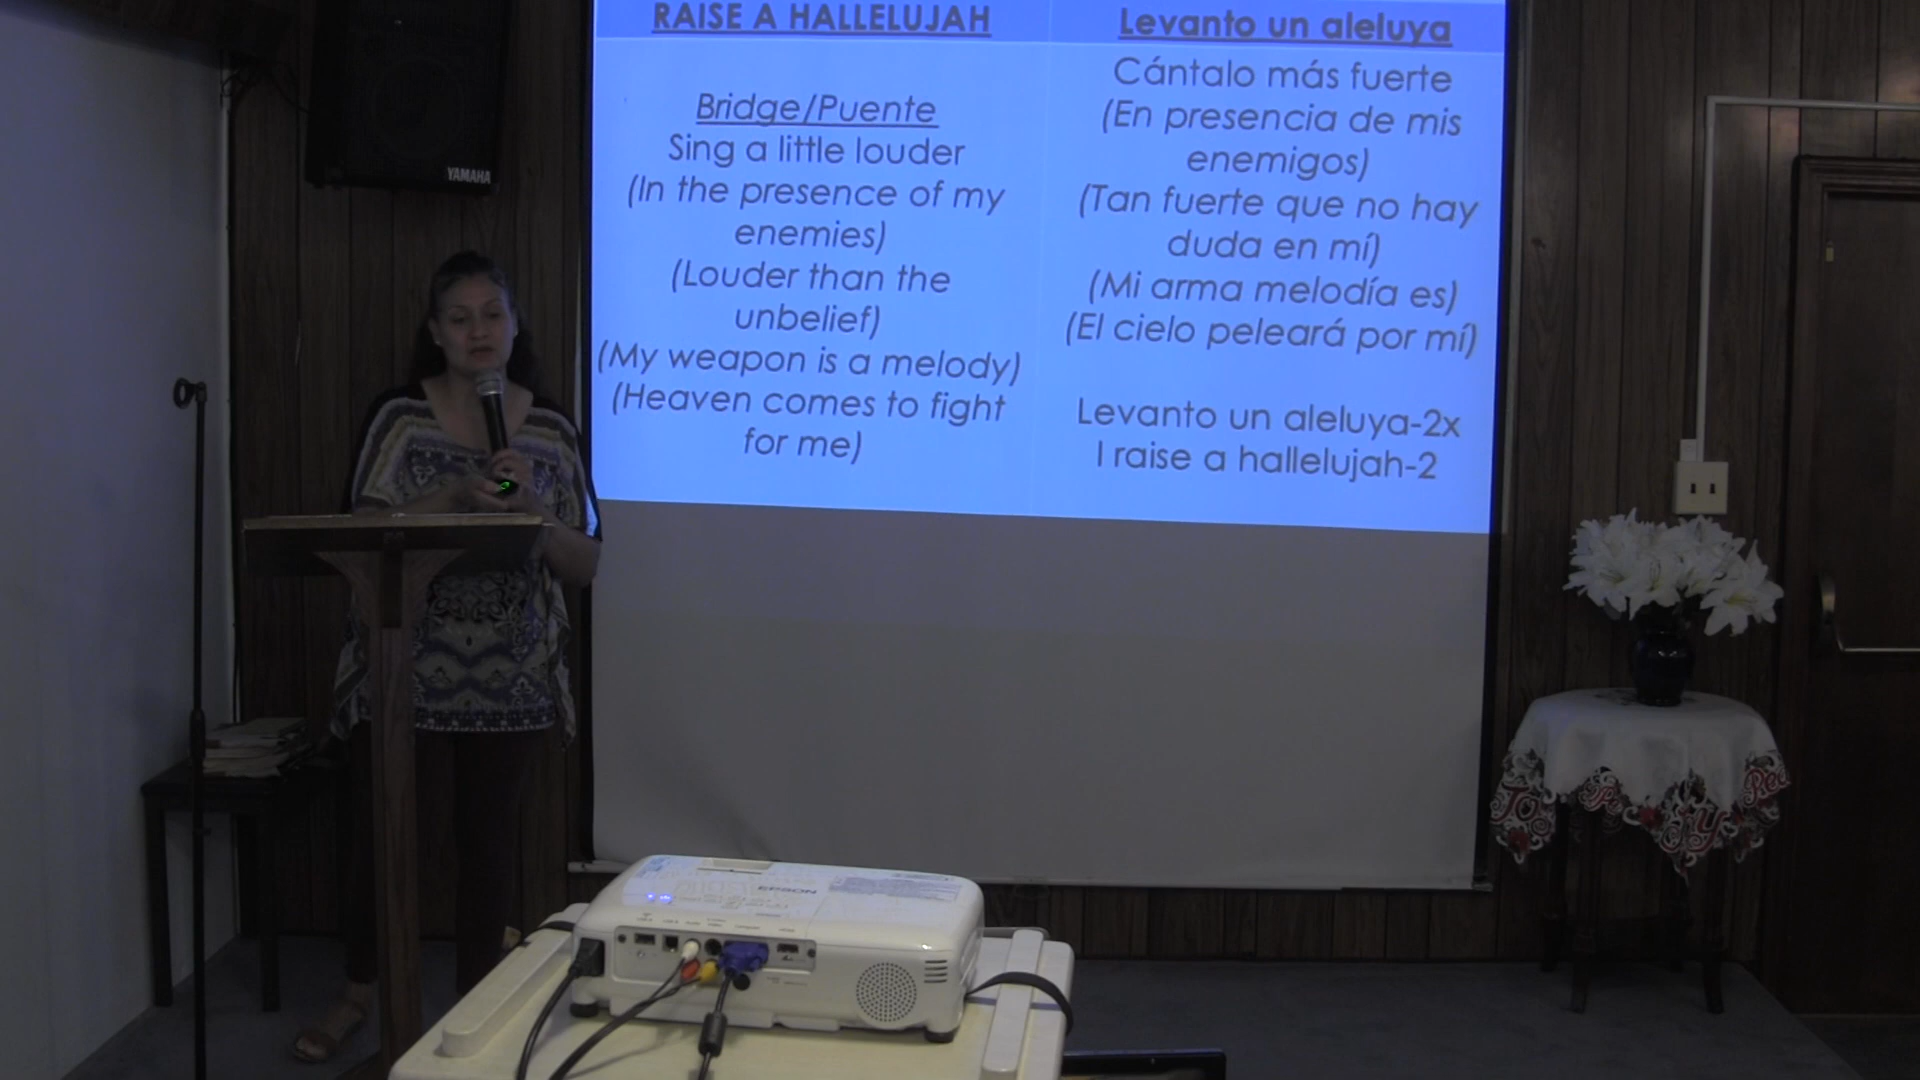 RAISE A HALLELUJAH
Bridge/Puente
Sing a little louder
(In the presence of my
enemies)
(Louder than the
unbelief)
(My weapon is a melody)
(Heaven comes to fight
for me)
Levanto un aleluya
Cántalo más fuerte
(En presencia de mis
enemigos)
(Tan fuerte que no hay
duda en mí)
(Mi arma melodía es)
(El cielo peleará por mí)
Levanto un aleluya-2x
I raise a hallelujah-2
YAMAHA
EPSON
Joy